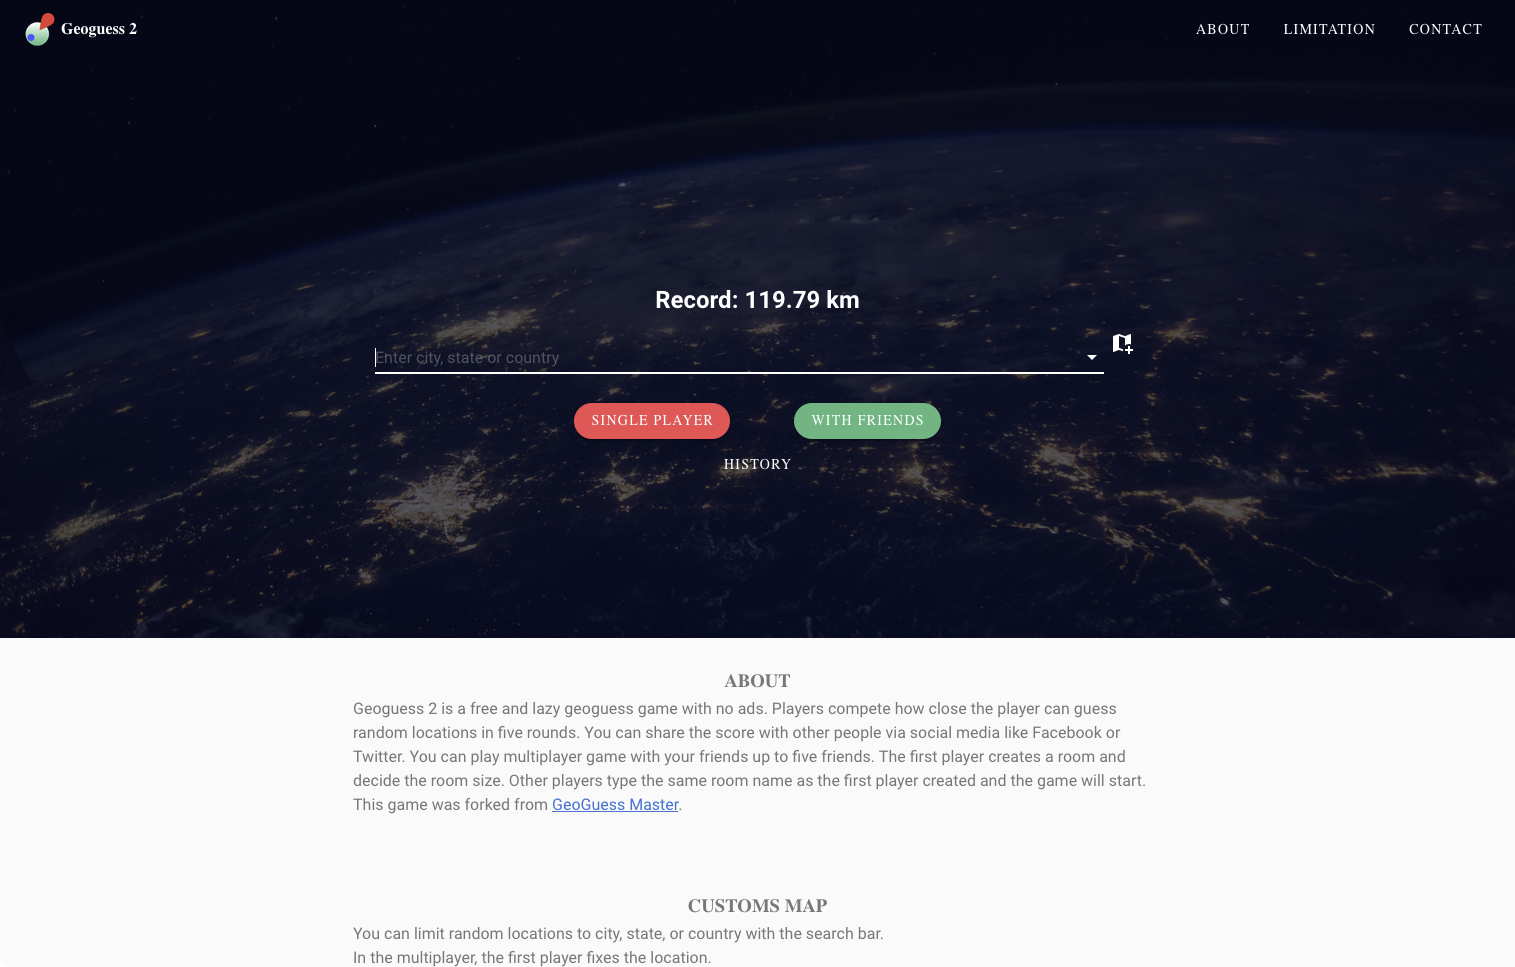 Geoguess 2
ABOUT
LIMITATION
CONTACT
Record: 119.79 km
Enter city, state or country
SINGLE PLAYER
WITH FRIENDS
HISTORY
ABOUT
Geoguess 2 is a free and lazy geoguess game with no ads. Players compete how close the player can guess
random locations in five rounds. You can share the score with other people via social media like Facebook or
Twitter. You can play multiplayer game with your friends up to five friends. The first player creates a room and
decide the room size. Other players type the same room name as the first player created and the game will start.
This game was forked from GeoGuess Master.
CUSTOMS MAP
You can limit random locations to city, state, or country with the search bar.
In the multiplayer, the first player fixes the location.